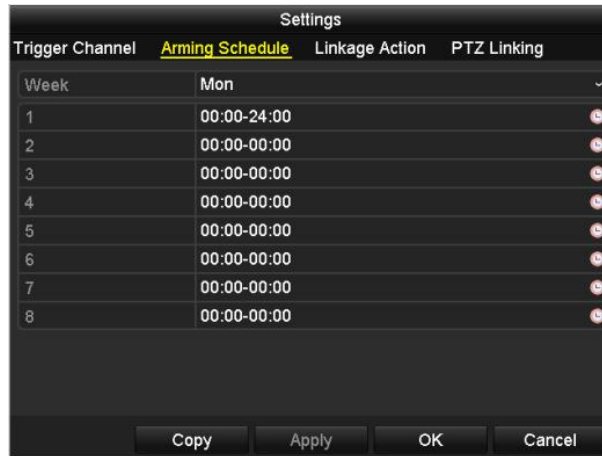 Settings
Trigger Channel Arming Schedule Linkage Action PTZ Linking
Week Mon
1 00:00-24:00
2 00:00-00:00
3 00:00-00:00
4 00:00-00:00
5 00:00-00:00
6 00:00-00:00
7 00:00-00:00
8 00:00-00:00
Copy Apply OK Cancel